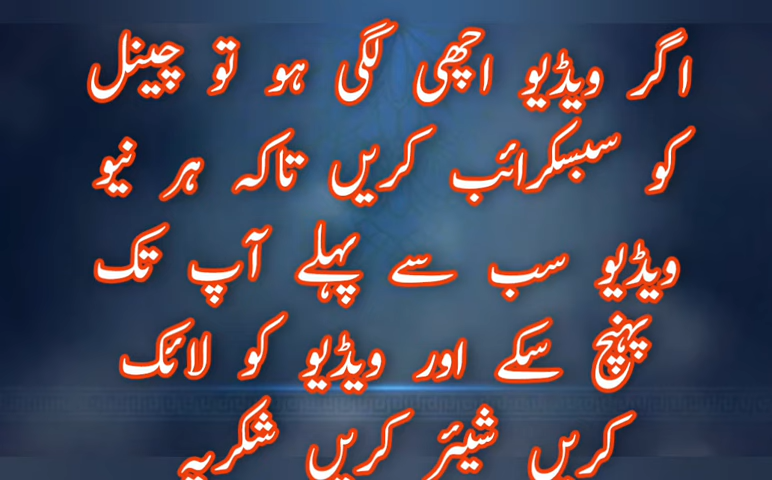 اگر ویڈیو اچھی لگی ہو تو چینل
کو سبسکرائب کریں تاکہ ہر نیو
ویڈیو سب سے پہلے آپ تک
پہنچ سکے اور ویڈیو کو لائک
کریں شیئر کریں شکریہ